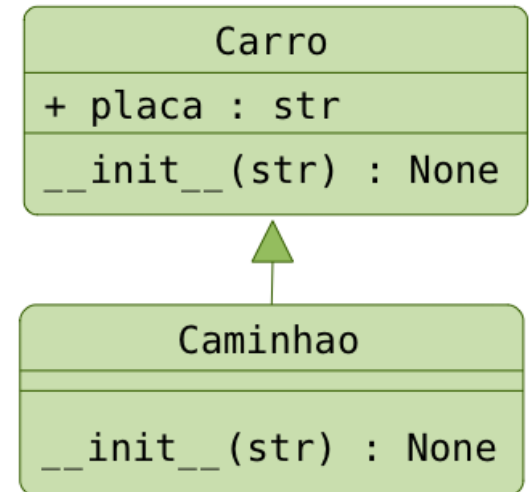 Carro
+ placa : str
__init__(str) : None
Caminhao
__init__(str) : None